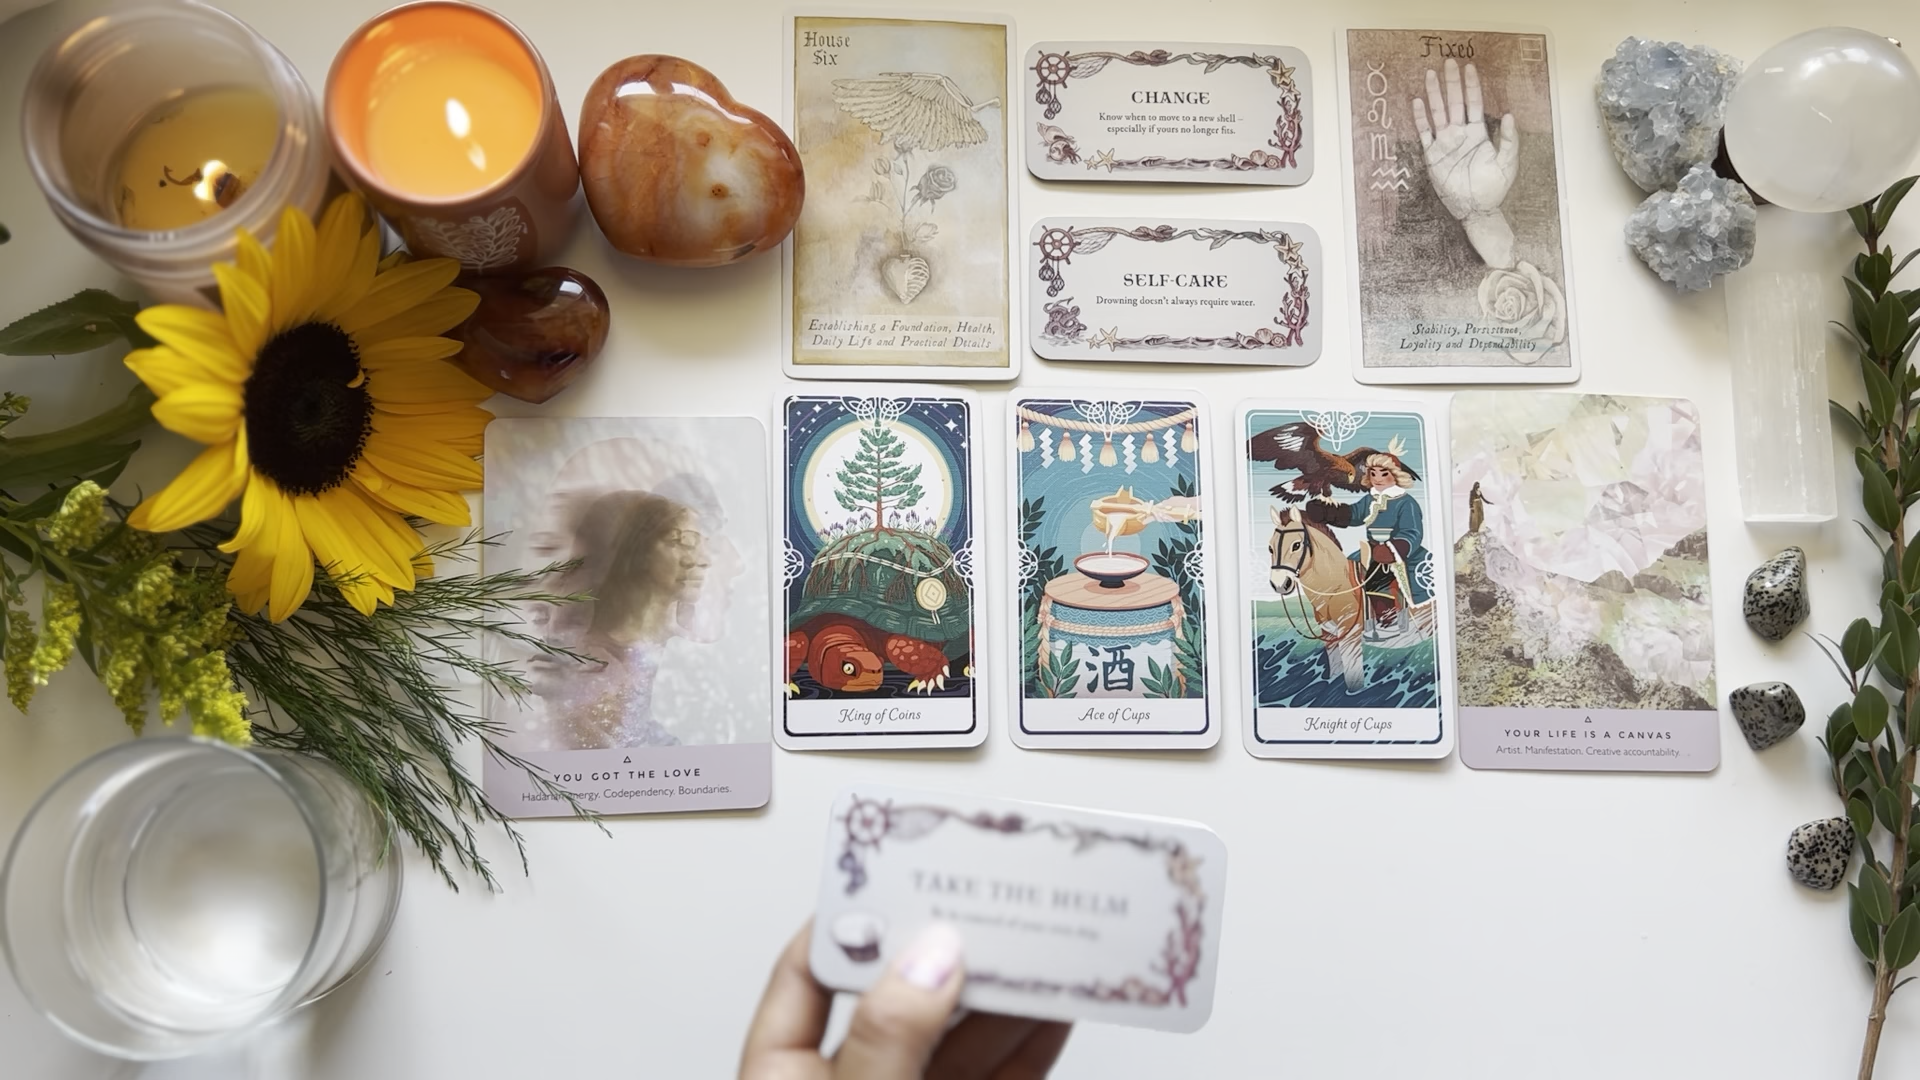 House
Six
Establishing a Foundation, Health,
Daily Life and Practical Details
CHANGE
Know when to move to a new shell –
especially if yours no longer fits.
SELF-CARE
Drowning doesn't always require water.
Fixed
♉
♌
♏
♒
Stability, Persistence,
Loyality and Dependability
YOU GOT THE LOVE
Hadarian energy. Codependency. Boundaries.
King of Coins
酒
Ace of Cups
Knight of Cups
YOUR LIFE IS A CANVAS
Artist. Manifestation. Creative accountability.
TAKE THE HELM